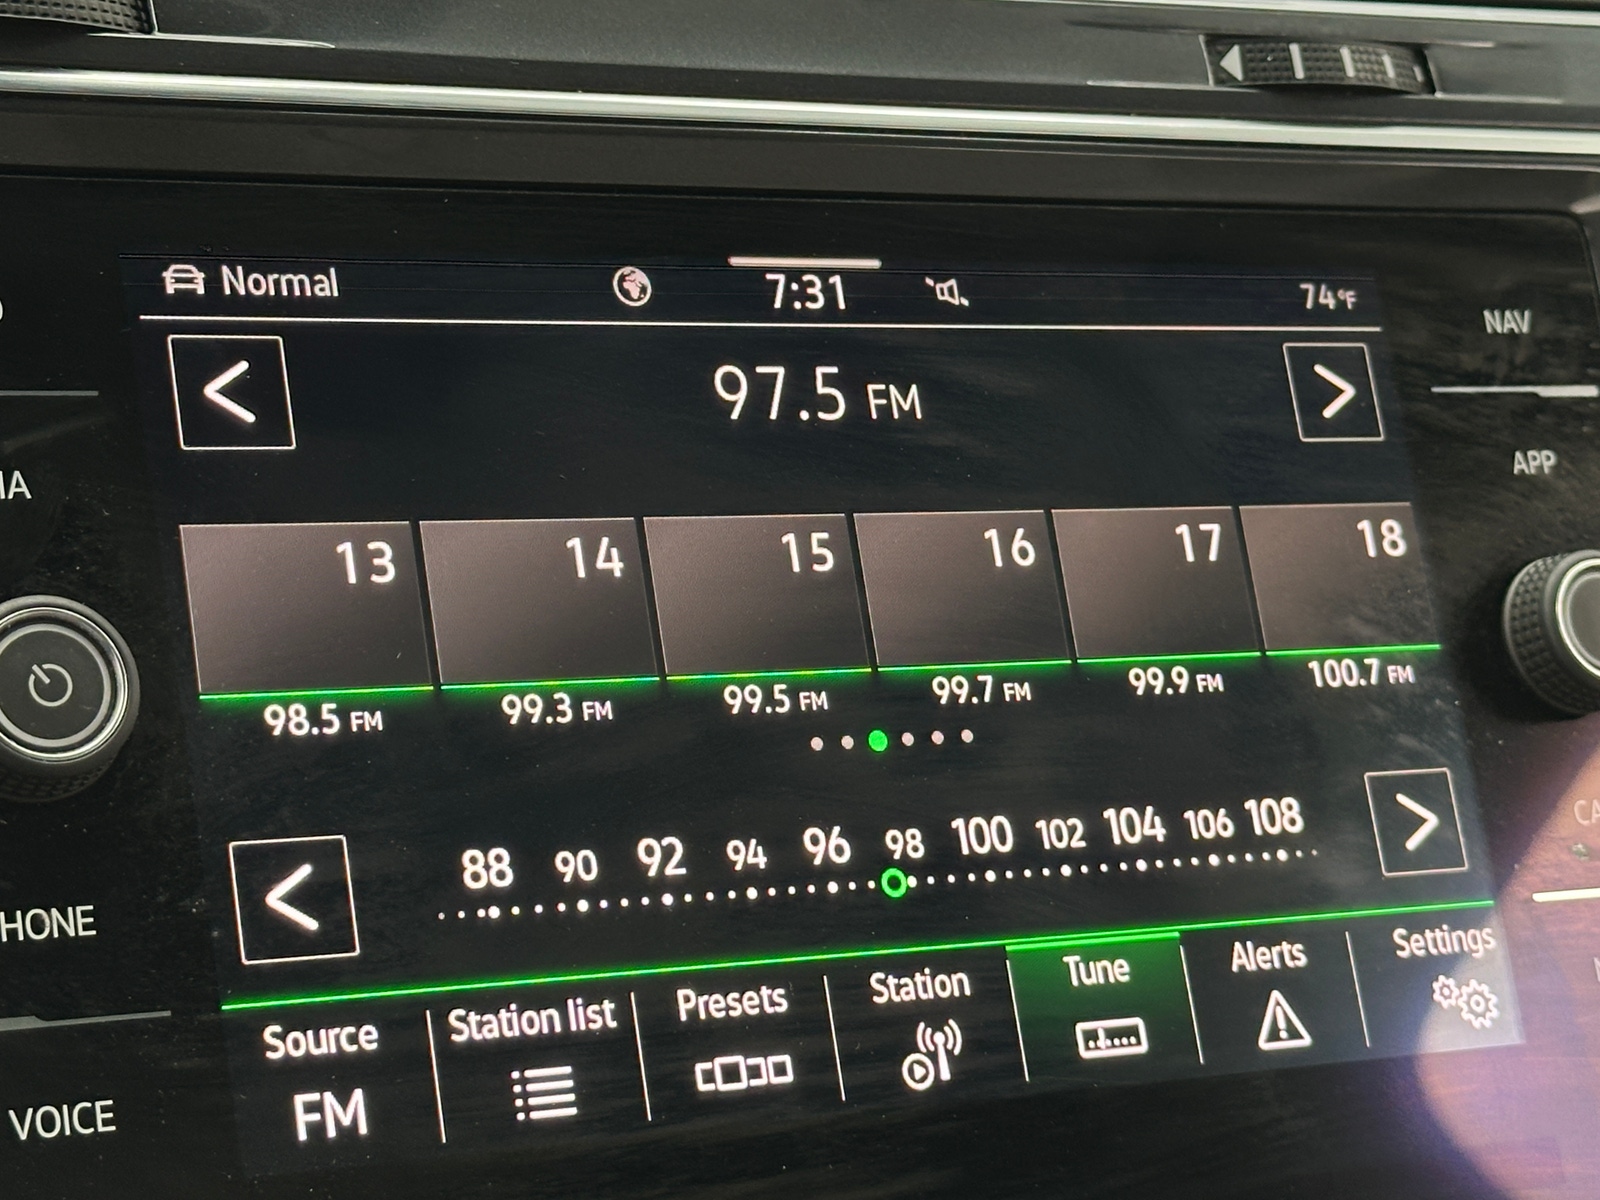 Normal 7:31 74°F
NAV
97.5 FM
APP
13 14 15 16 17 18
98.5 FM 99.3 FM 99.5 FM 99.7 FM 99.9 FM 100.7 FM
88 90 92 94 96 98 100 102 104 106 108
Source Station list Presets Station Tune Alerts Settings
FM
VOICE